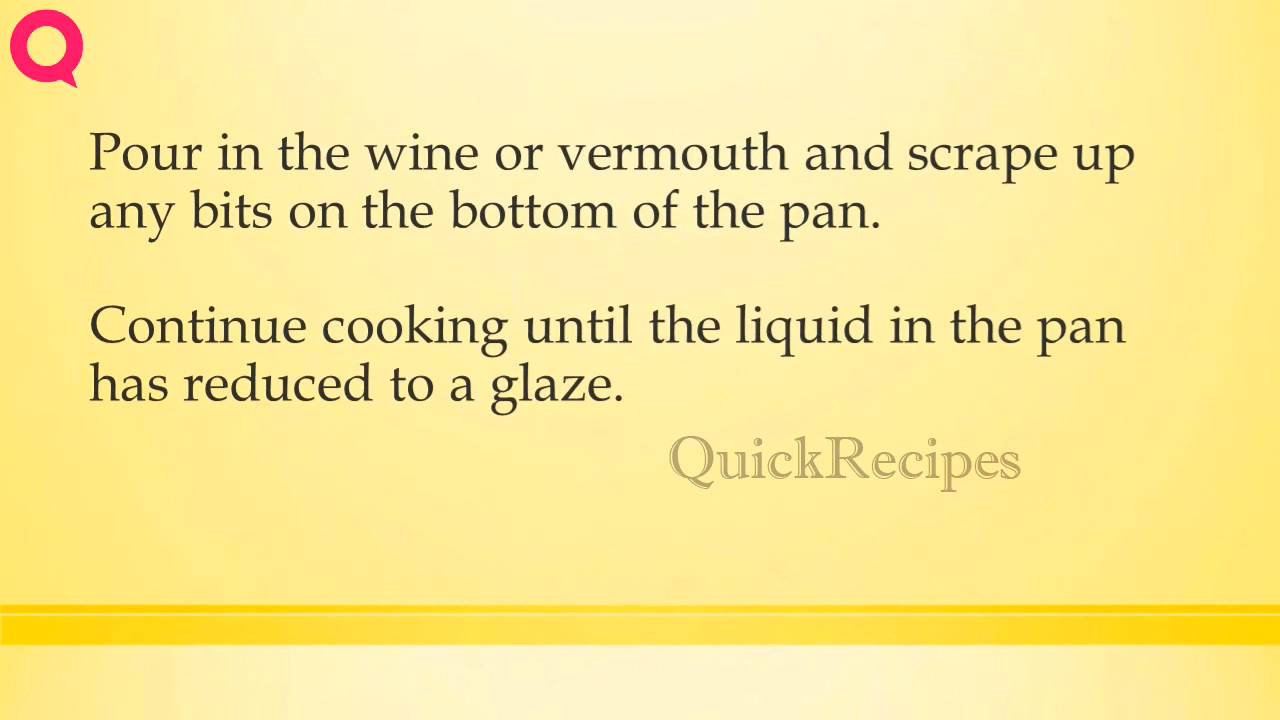 Pour in the wine or vermouth and scrape up
any bits on the bottom of the pan.
Continue cooking until the liquid in the pan
has reduced to a glaze.
QuickRecipes